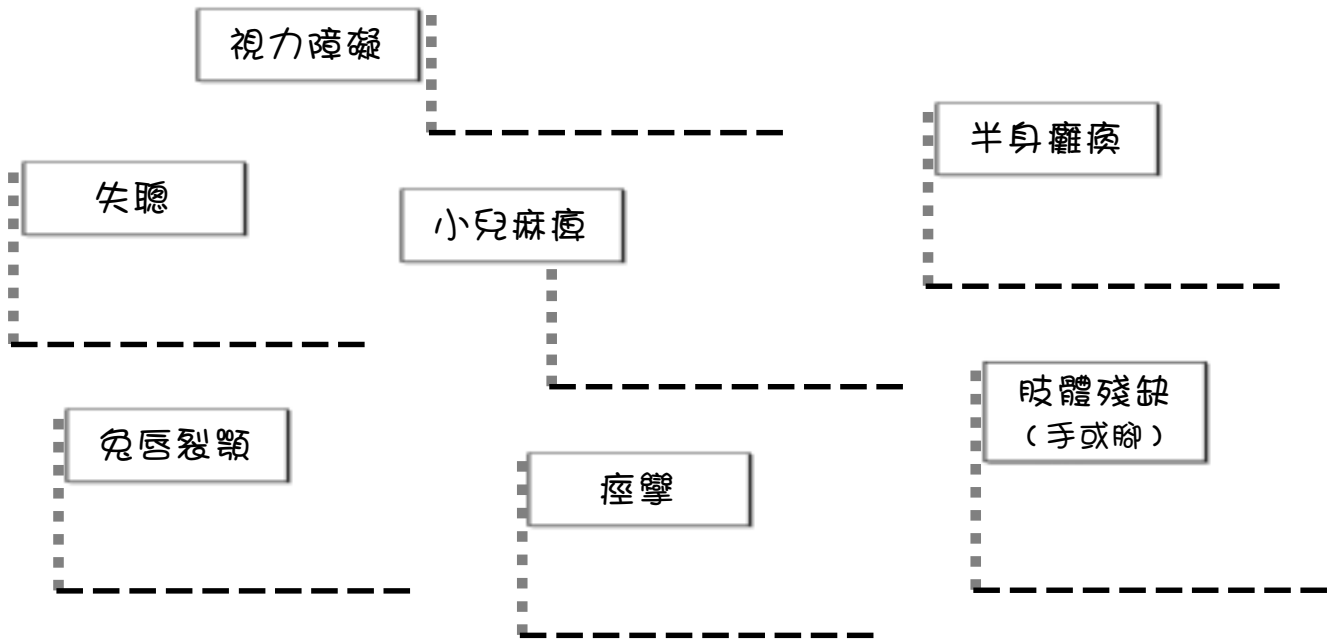 視力障礙
半身癱瘓
失聰
小兒麻痺
肢體殘缺
（手或腳）
兔唇裂顎
痙攣